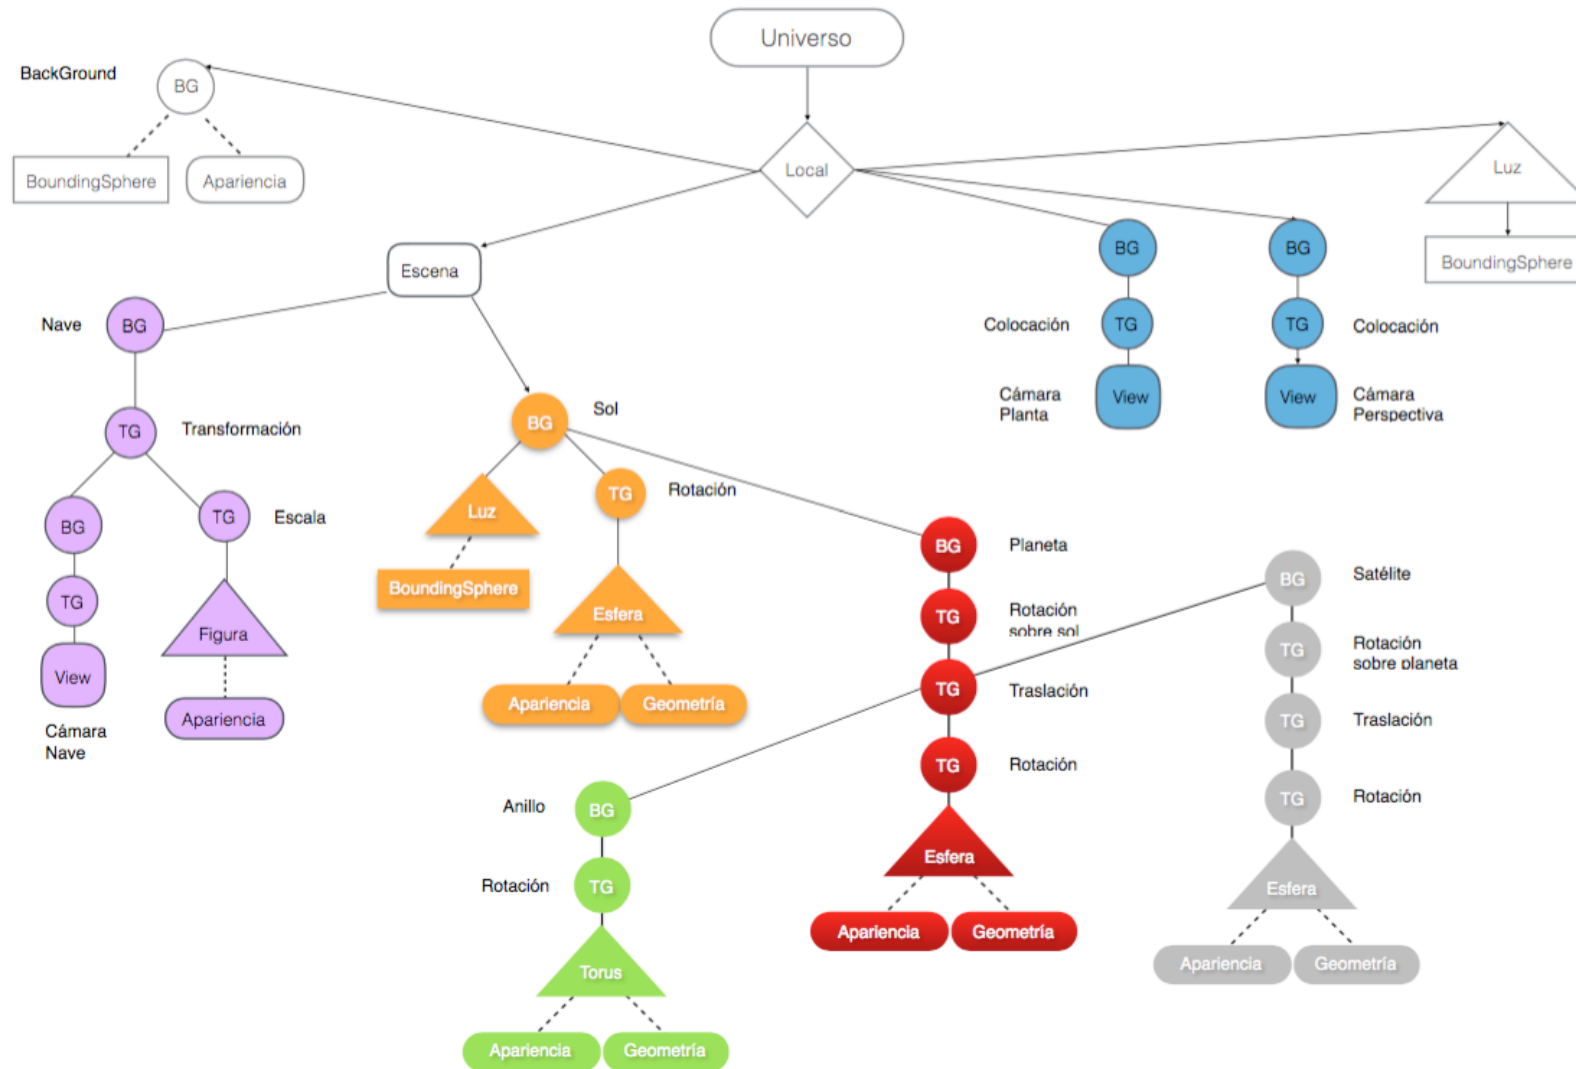 Universo
BackGround
BG
BoundingSphere
Apariencia
Local
Luz
BoundingSphere
Escena
BG
BG
Colocación
TG
TG
Colocación
Cámara
Planta
View
View
Cámara
Perspectiva
Nave
BG
TG
Transformación
BG
TG
Escala
TG
Figura
View
Apariencia
Cámara
Nave
BG
Sol
Luz
TG
Rotación
BoundingSphere
Esfera
Apariencia
Geometría
BG
Planeta
TG
Rotación
sobre sol
TG
Traslación
TG
Rotación
Esfera
Apariencia
Geometría
BG
Satélite
TG
Rotación
sobre planeta
TG
Traslación
TG
Rotación
Esfera
Apariencia
Geometría
Anillo
BG
Rotación
TG
Torus
Apariencia
Geometría